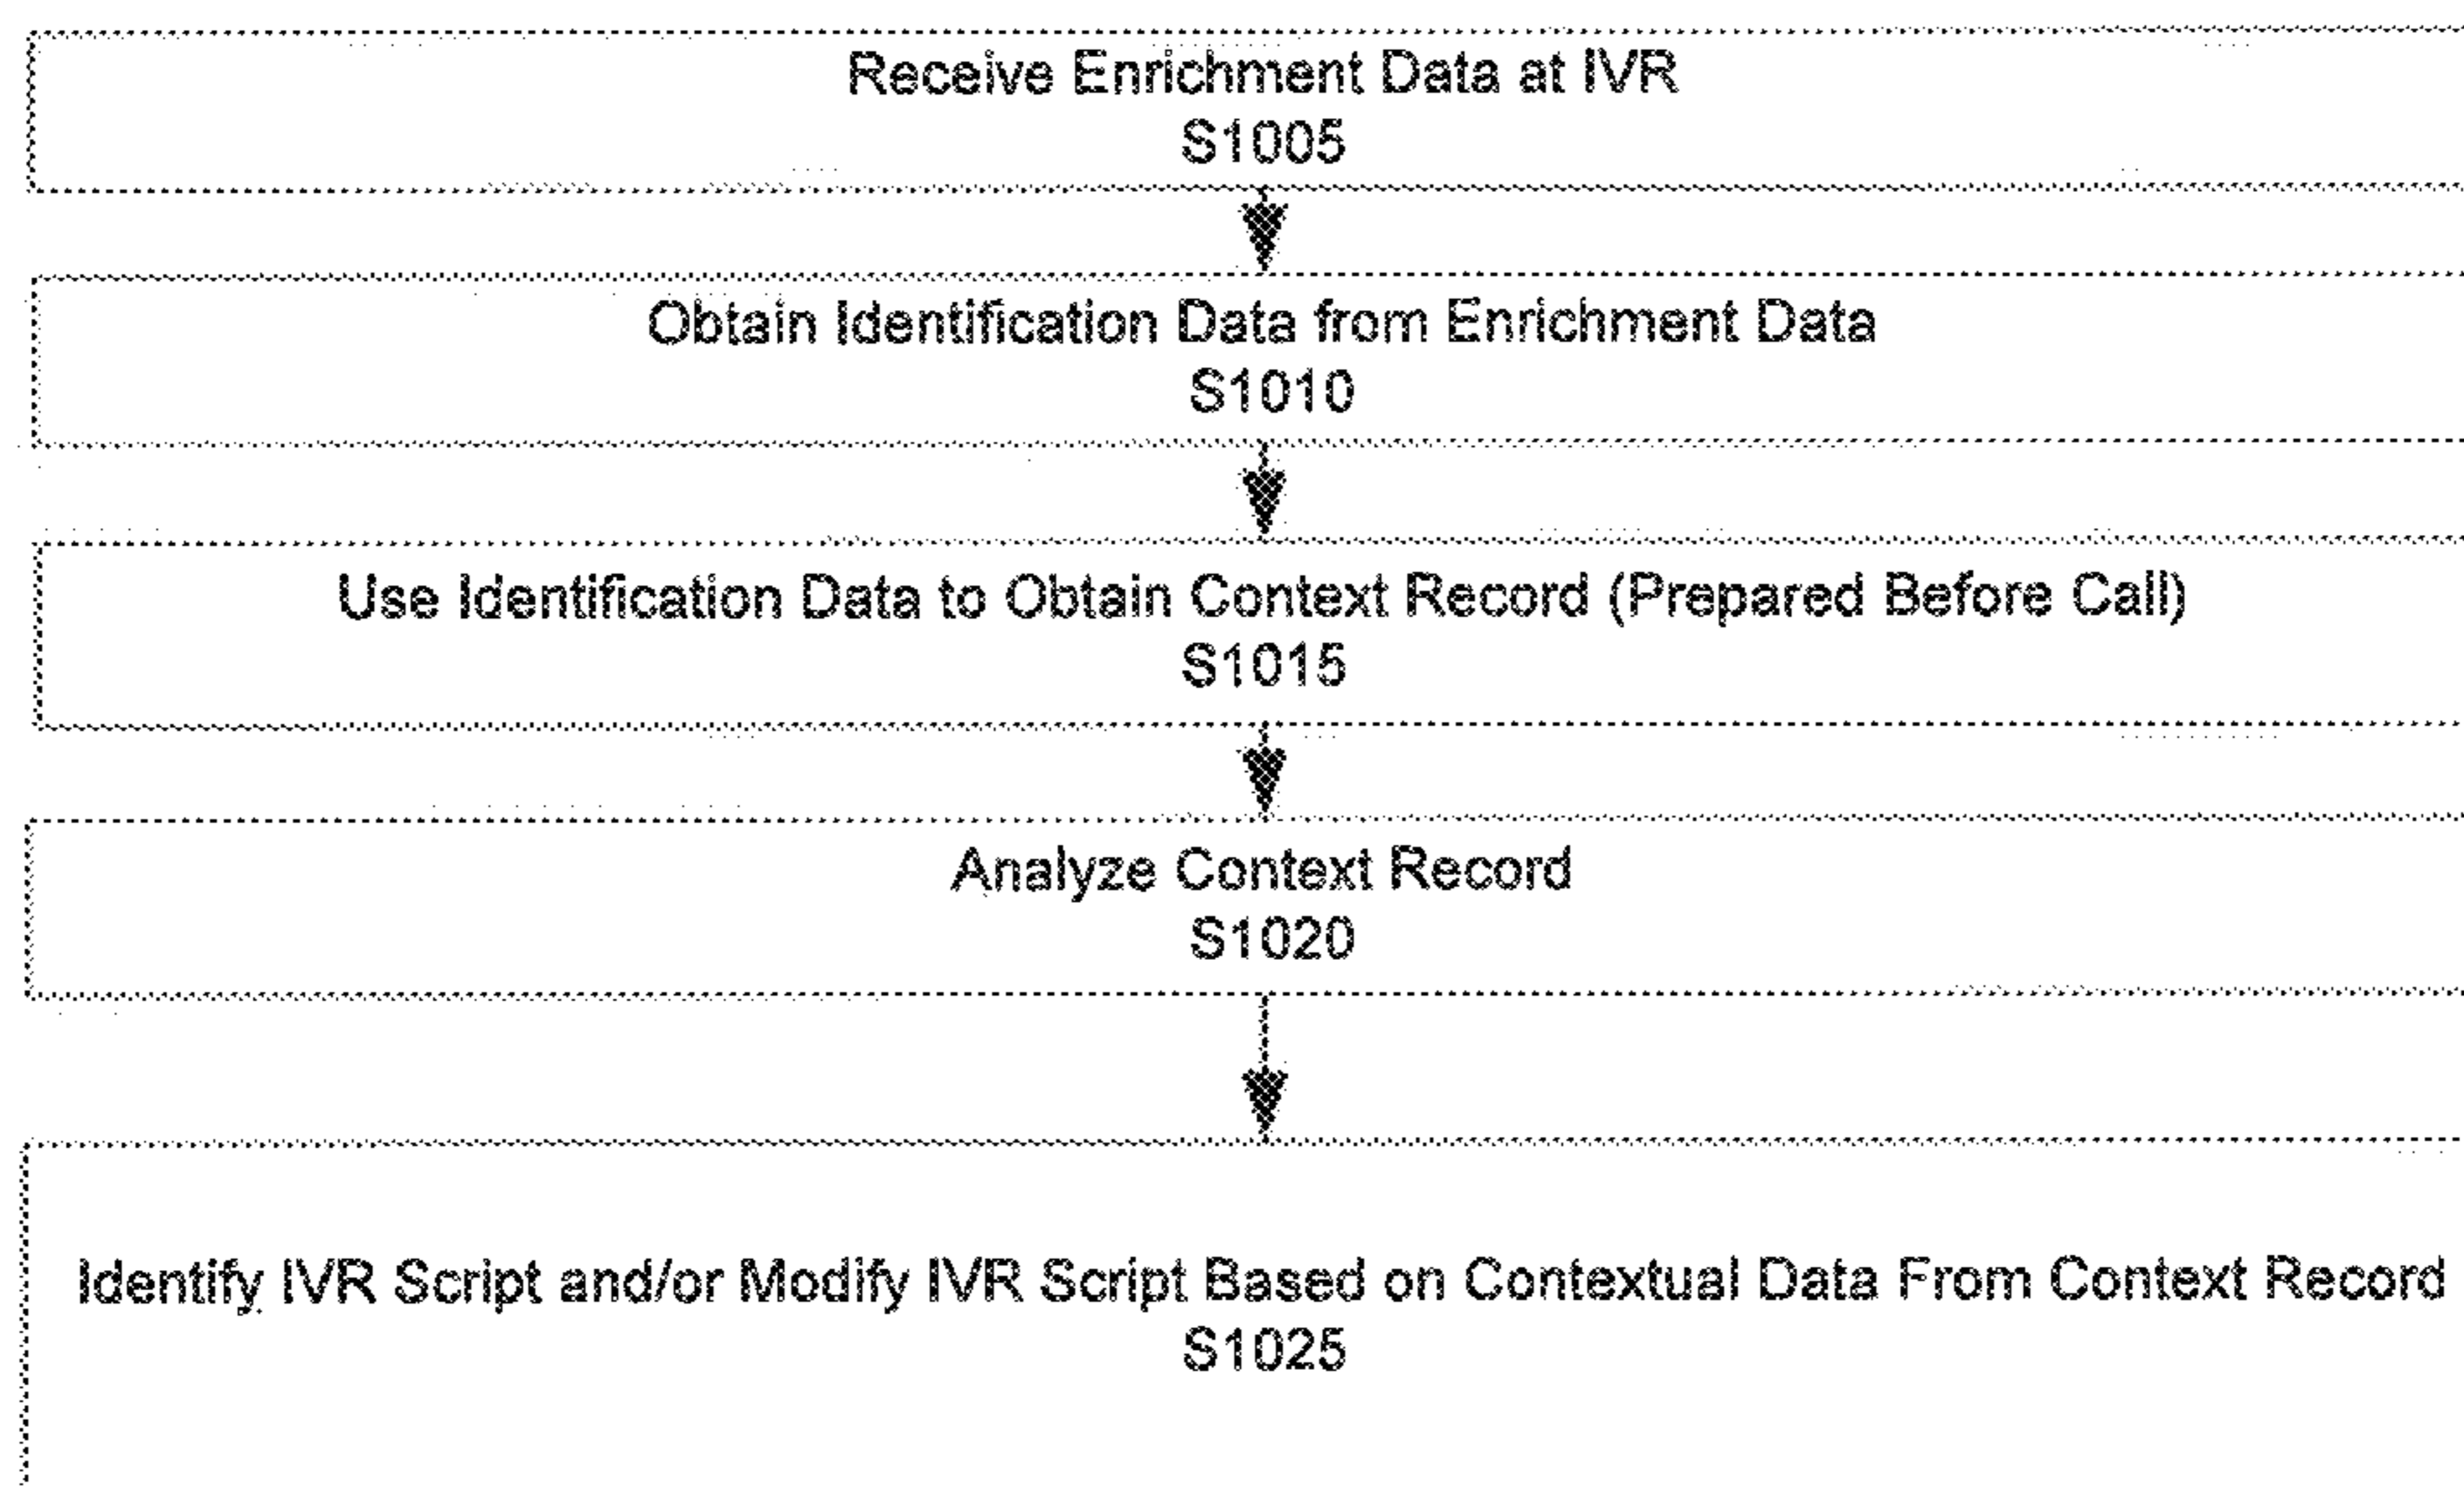 Receive Enrichment Data at IVR
S1005
Obtain Identification Data from Enrichment Data
S1010
Use Identification Data to Obtain Context Record (Prepared Before Call)
S1015
Analyze Context Record
S1020
Identify IVR Script and/or Modify IVR Script Based on Contextual Data From Context Record
S1025